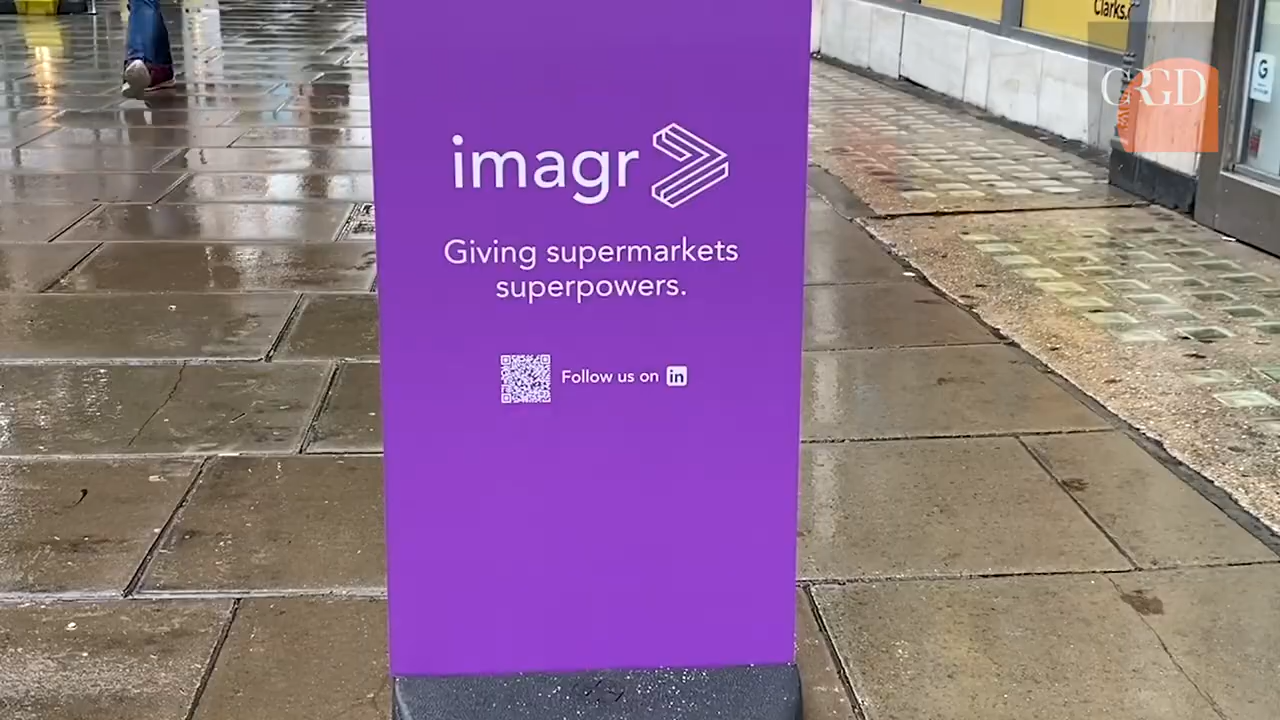 Clarks.
CRGD
G
imagr
Giving supermarkets
superpowers.
Follow us on in